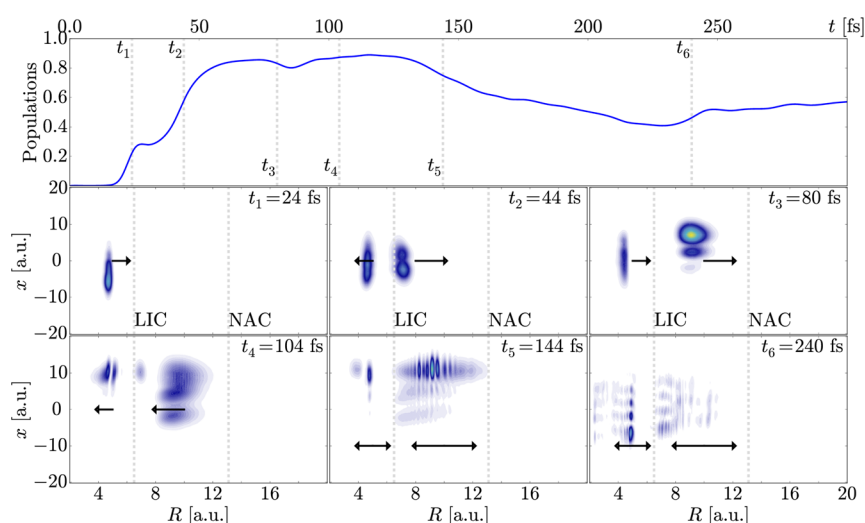 0.0 50 100 150 200 250 t [fs]
1.0
0.8
0.6
0.4
0.2
Populations
t₁ t₂ t₃ t₄ t₅ t₆
20
10
0
−10
−20
x [a.u.]
t₁=24 fs
LIC NAC
t₂=44 fs
LIC NAC
t₃=80 fs
LIC NAC
20
10
0
−10
−20
x [a.u.]
t₄=104 fs
t₅=144 fs
t₆=240 fs
4 8 12 16
R [a.u.]
4 8 12 16
R [a.u.]
4 8 12 16 20
R [a.u.]